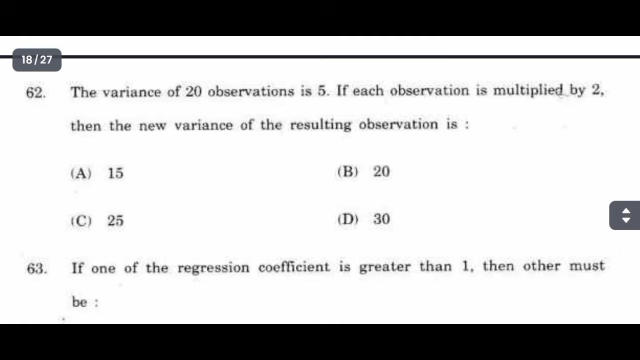 18/27
62. The variance of 20 observations is 5. If each observation is multiplied by 2,
then the new variance of the resulting observation is :
(A) 15 (B) 20
(C) 25 (D) 30
63. If one of the regression coefficient is greater than 1, then other must
be :